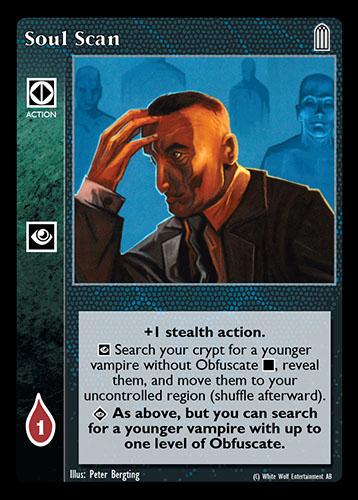 Soul Scan
ACTION
+1 stealth action.
Search your crypt for a younger
vampire without Obfuscate , reveal
them, and move them to your
uncontrolled region (shuffle afterward).
As above, but you can search
for a younger vampire with up to
one level of Obfuscate.
1
Illus: Peter Bergting
(C) White Wolf Entertainment AB